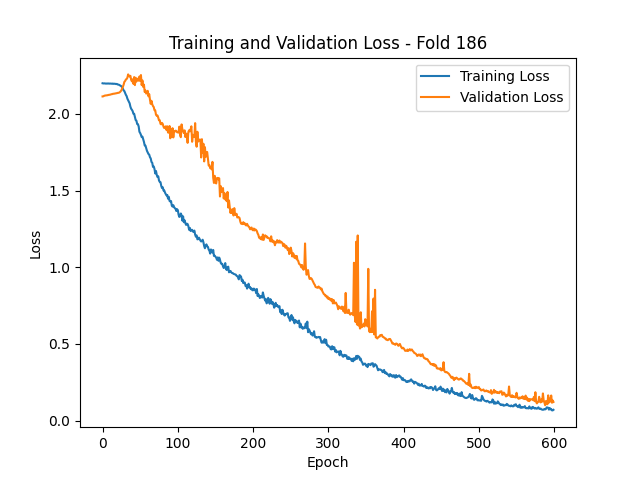 Training and Validation Loss - Fold 186
Training Loss
Validation Loss
Loss
2.0
1.5
1.0
0.5
0.0
0 100 200 300 400 500 600
Epoch